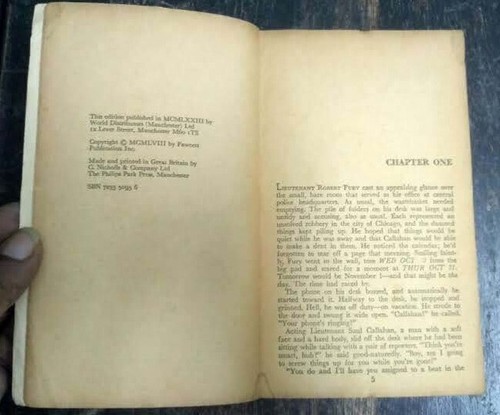 This edition published in MCMLXXIII by
World Distributors (Manchester) Ltd
12 Lever Street, Manchester M60 1TS
Copyright © MCMLVIII by Fawcett
Publications Inc.
Made and printed in Great Britain by
C. Nicholls & Company Ltd
The Philips Park Press, Manchester
SBN 7235 6
CHAPTER ONE
LIEUTENANT ROBERT FURY cast an appealing glance over
the small, bare room that served as his office at central
police headquarters. As usual, the wastebasket needed
emptying. The pile of folders on his desk was large and
untidy and accusing, also as usual. Each represented an
unsolved robbery in the city of Chicago, and the damned
things kept piling up. He hoped that things would be
quiet while he was away and that Callahan would be able
to make a dent in them. He noticed the calendar; he'd
forgotten to tear off a page that morning. Smiling faintly,
Fury went to the wall, tore WED OCT from the
big pad and stared for a moment at THUR OCT 31.
Tomorrow would be November 1—and that might be the
day. The time had raced by.
The phone on his desk buzzed, and automatically he
started toward it. Halfway to the desk, he stopped and
grinned. Hell, he was off duty—on vacation. He strode to
the door and swung it wide open. "Callahan!" he called.
"Your phone's ringing!"
Acting Lieutenant Saul Callahan, a man with a soft
face and a hard body, slid off the desk where he had been
sitting while talking with a pair of reporters. "Think you're
smart, huh?" he said good-naturedly. "Boy, am I going to
screw things up for you while you're gone!"
"You do and I'll have you assigned to a beat in the
5